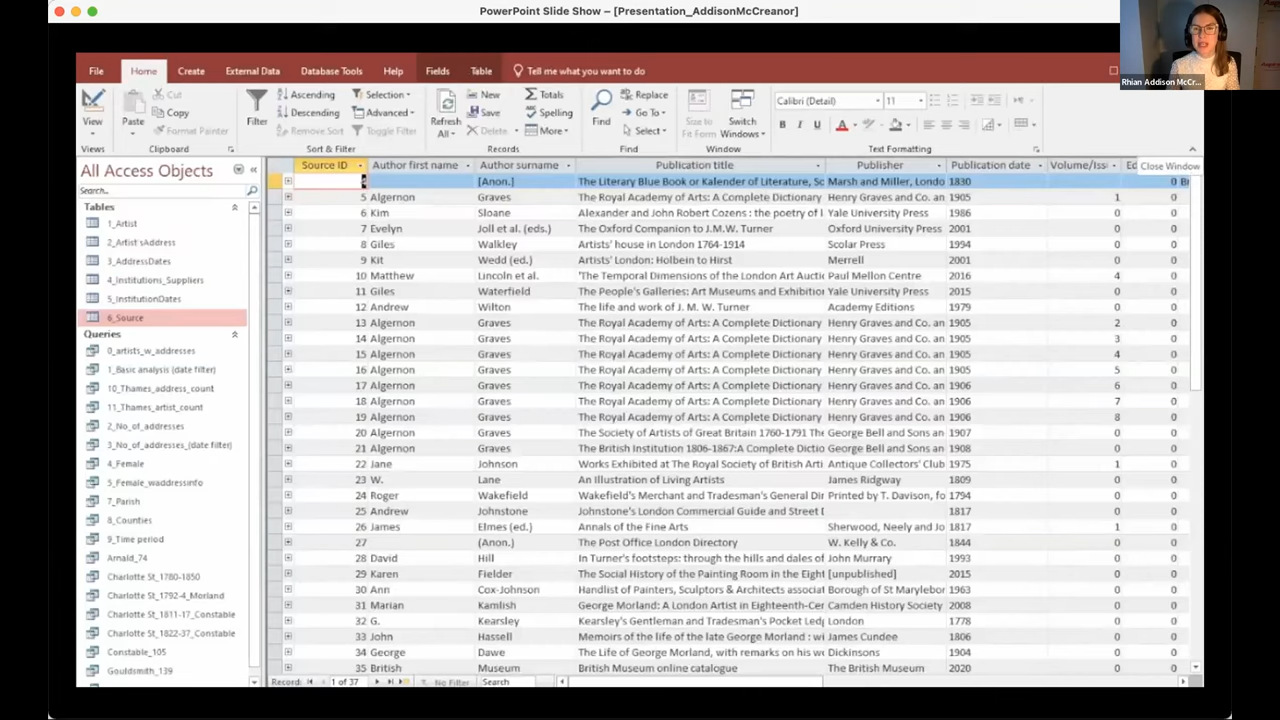 PowerPoint Slide Show – [Presentation_AddisonMcCreanor]
Rhian Addison McCr...
File Home Create External Data Database Tools Help Fields Table Tell me what you want to do
View
Views
Paste
Cut
Copy
Format Painter
Clipboard
Filter
Ascending
Descending
Remove Sort
Selection
Advanced
Toggle Filter
Sort & Filter
Refresh All
New
Save
Delete
Totals
Spelling
More
Records
Find
Replace
Go To
Select
Find
Size to Fit Form
Switch Windows
Window
Calibri (Detail) 11
B I U A
Text Formatting
All Access Objects
Search...
Tables
1_Artist
2_Artist sAddress
3_AddressDates
4_Institutions_Suppliers
5_InstitutionDates
6_Source
Queries
0_artists_w_addresses
1_Basic analysis (date filter)
10_Thames_address_count
11_Thames_artist_count
2_No_of_addresses
3_No_of_addresses_(date filter)
4_Female
5_Female_waddressinfo
7_Parish
8_Counties
9_Time period
Arnald_74
Charlotte St_1780-1850
Charlotte St_1792-4_Morland
Charlotte St_1811-17_Constable
Charlotte St_1822-37_Constable
Constable_105
Gouldsmith_139
Source ID Author first name Author surname Publication title Publisher Publication date Volume/Iss Ed Close Window
[Anon.] The Literary Blue Book or Kalender of Literature, Sc Marsh and Miller, Londo 1830 0
5 Algernon Graves The Royal Academy of Arts: A Complete Dictionary Henry Graves and Co. an 1905 1 0
6 Kim Sloane Alexander and John Robert Cozens : the poetry of l Yale University Press 1986 0 0
7 Evelyn Joll et al. (eds.) The Oxford Companion to J.M.W. Turner Oxford University Press 2001 0 0
8 Giles Walkley Artists' house in London 1764-1914 Scolar Press 1994 0 0
9 Kit Wedd (ed.) Artists' London: Holbein to Hirst Merrell 2001 0 0
10 Matthew Lincoln et al. 'The Temporal Dimensions of the London Art Auctic Paul Mellon Centre 2016 4 0
11 Giles Waterfield The People's Galleries: Art Museums and Exhibition Yale University Press 2015 0 0
12 Andrew Wilton The life and work of J. M. W. Turner Academy Editions 1979 0 0
13 Algernon Graves The Royal Academy of Arts: A Complete Dictionary Henry Graves and Co. an 1905 2 0
14 Algernon Graves The Royal Academy of Arts: A Complete Dictionary Henry Graves and Co. an 1905 3 0
15 Algernon Graves The Royal Academy of Arts: A Complete Dictionary Henry Graves and Co. an 1905 4 0
16 Algernon Graves The Royal Academy of Arts: A Complete Dictionary Henry Graves and Co. an 1905 5 0
17 Algernon Graves The Royal Academy of Arts: A Complete Dictionary Henry Graves and Co. an 1906 6 0
18 Algernon Graves The Royal Academy of Arts: A Complete Dictionary Henry Graves and Co. an 1906 7 0
19 Algernon Graves The Royal Academy of Arts: A Complete Dictionary Henry Graves and Co. an 1906 8 0
20 Algernon Graves The Society of Artists of Great Britain 1760-1791 The George Bell and Sons an 1907 0 0
21 Algernon Graves The British Institution 1806-1867:A Complete Dictio George Bell and Sons an 1908 0 0
22 Jane Johnson Works Exhibited at The Royal Society of British Arti Antique Collectors' Club 1975 1 0
23 W. Lane An Illustration of Living Artists James Ridgway 1809 0 0
24 Roger Wakefield Wakefield's Merchant and Tradesman's General Dir Printed by T. Davison, fo 1794 0 0
25 Andrew Johnstone Johnstone's London Commercial Guide and Street D 1817 0 0
26 James Elmes (ed.) Annals of the Fine Arts Sherwood, Neely and Jo 1817 1 0
27 (Anon.) The Post Office London Directory W. Kelly & Co. 1844 0 0
28 David Hill In Turner's footsteps: through the hills and dales of John Murrary 1993 0 0
29 Karen Fielder The Social History of the Painting Room in the Eight [unpublished] 2015 0 0
30 Ann Cox-Johnson Handlist of Painters, Sculptors & Architects associat Borough of St Marylebor 1963 0 0
31 Marian Kamlish George Morland: A London Artist in Eighteenth-Cer Camden History Society 2008 0 0
32 G. Kearsley Kearsley's Gentleman and Tradesman's Pocket Ledg London 1778 0 0
33 John Hassell Memoirs of the life of the late George Morland : wi James Cundee 1806 0 0
34 George Dawe The Life of George Morland, with remarks on his wo Dickinsons 1904 0 0
35 British Museum British Museum online catalogue The British Museum 2020 0 0
Record: 1 of 37 No Filter Search